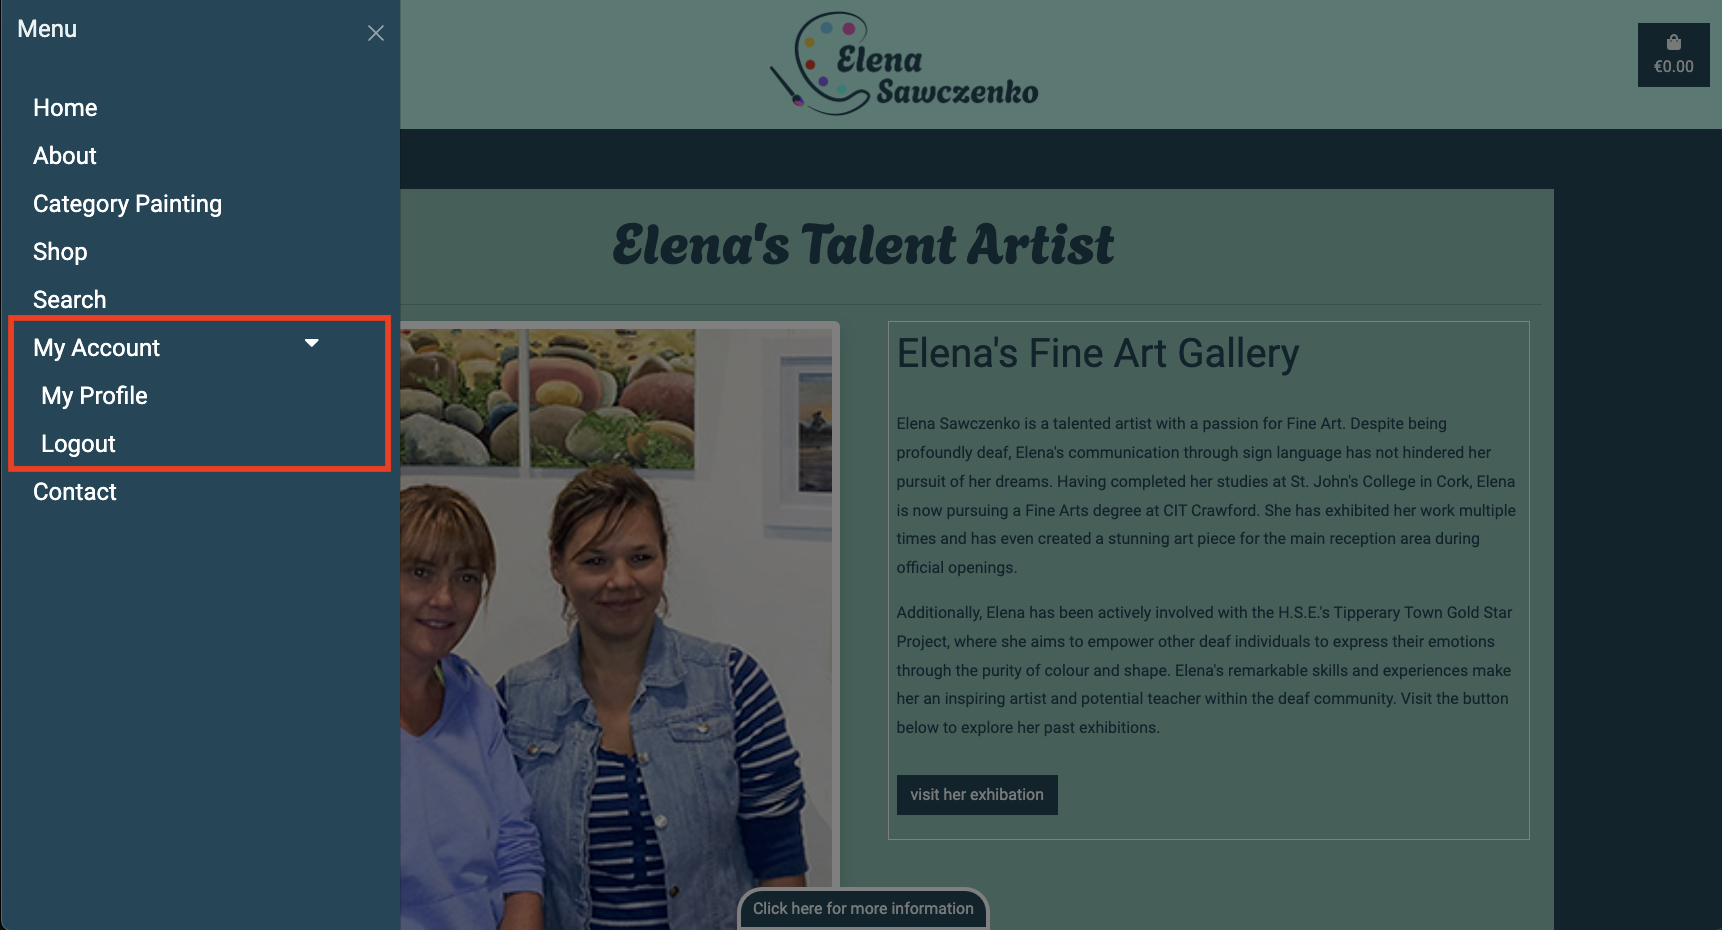 Menu
Home
About
Category Painting
Shop
Search
My Account
My Profile
Logout
Contact
Elena
Sawczenko
€0.00
Elena's Talent Artist
Elena's Fine Art Gallery
Elena Sawczenko is a talented artist with a passion for Fine Art. Despite being
profoundly deaf, Elena's communication through sign language has not hindered her
pursuit of her dreams. Having completed her studies at St. John's College in Cork, Elena
is now pursuing a Fine Arts degree at CIT Crawford. She has exhibited her work multiple
times and has even created a stunning art piece for the main reception area during
official openings.
Additionally, Elena has been actively involved with the H.S.E.'s Tipperary Town Gold Star
Project, where she aims to empower other deaf individuals to express their emotions
through the purity of colour and shape. Elena's remarkable skills and experiences make
her an inspiring artist and potential teacher within the deaf community. Visit the button
below to explore her past exhibitions.
visit her exhibation
Click here for more information